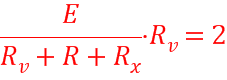 E / (R_v + R + R_x) · R_v = 2